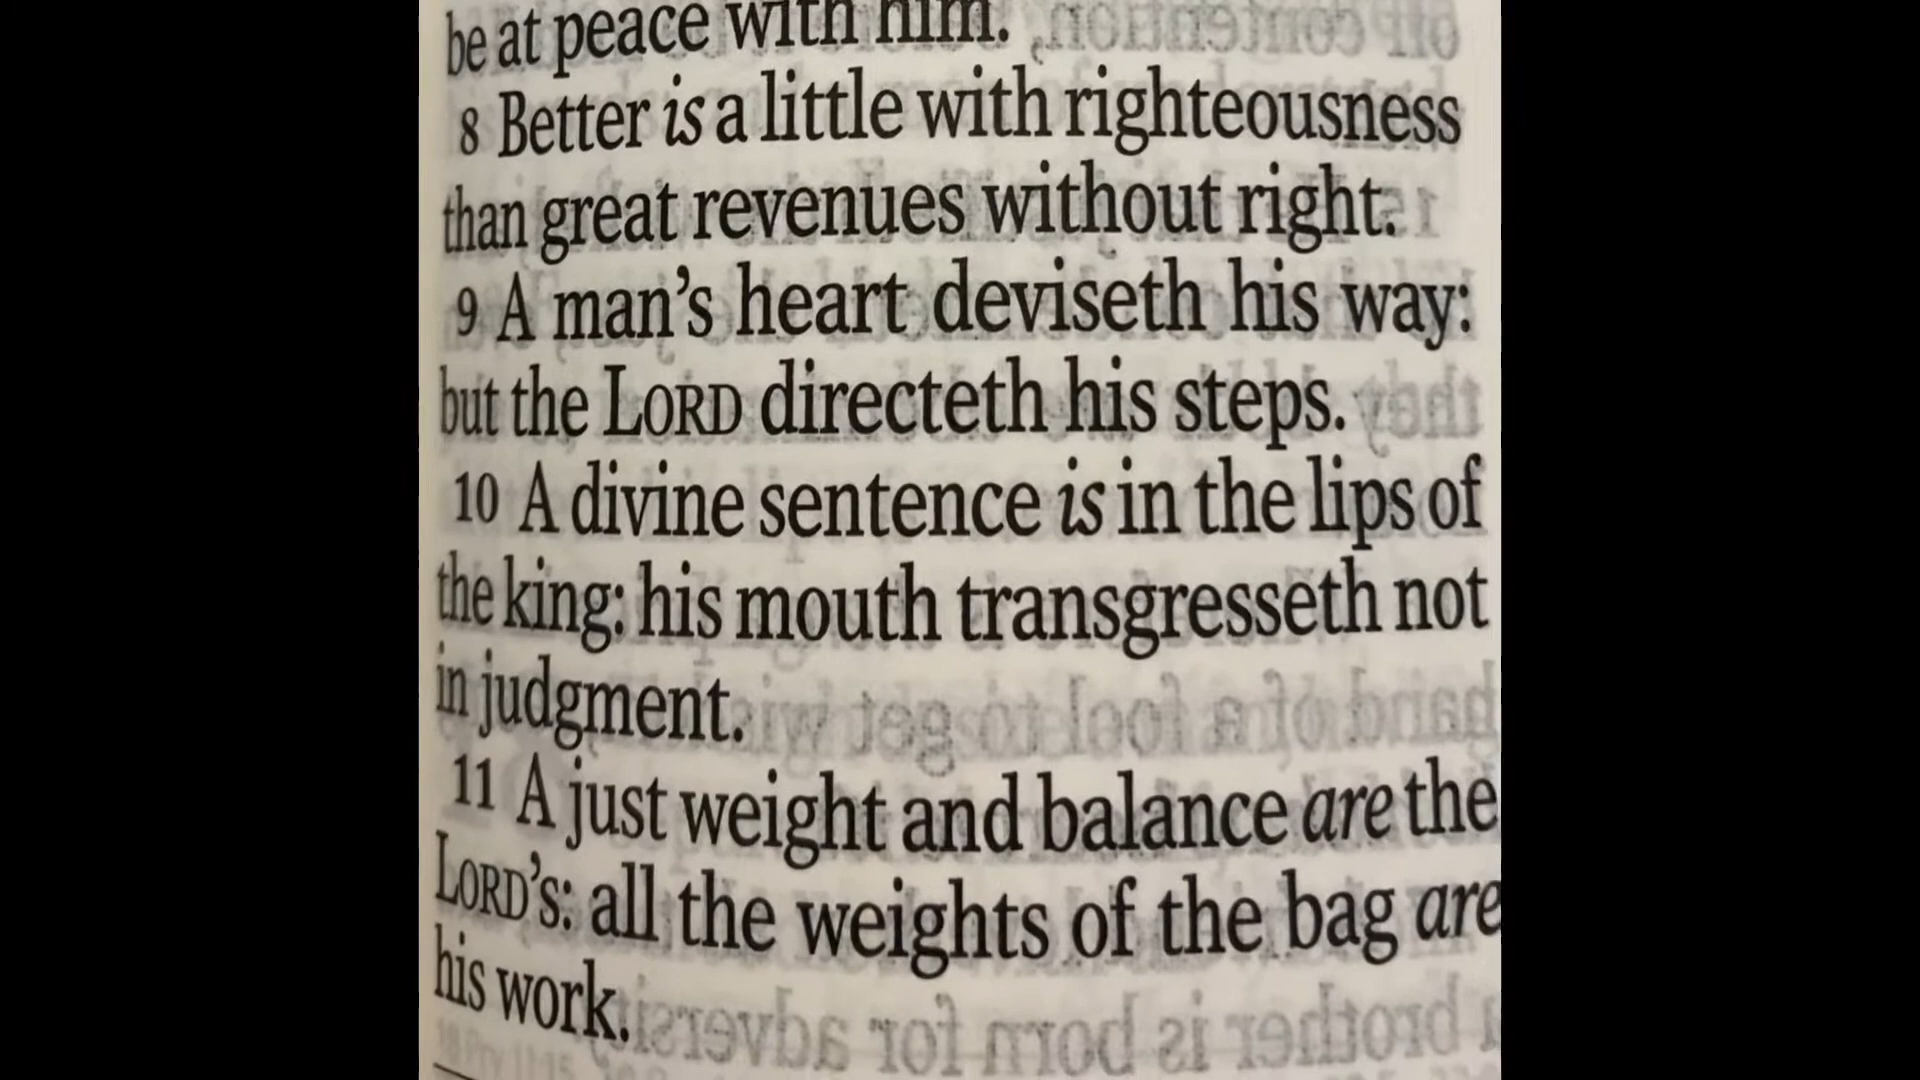 be at peace with him.
8 Better is a little with righteousness
than great revenues without right.
9 A man's heart deviseth his way:
but the LORD directeth his steps.
10 A divine sentence is in the lips of
the king: his mouth transgresseth not
in judgment.
11 A just weight and balance are the
LORD'S: all the weights of the bag are
his work.